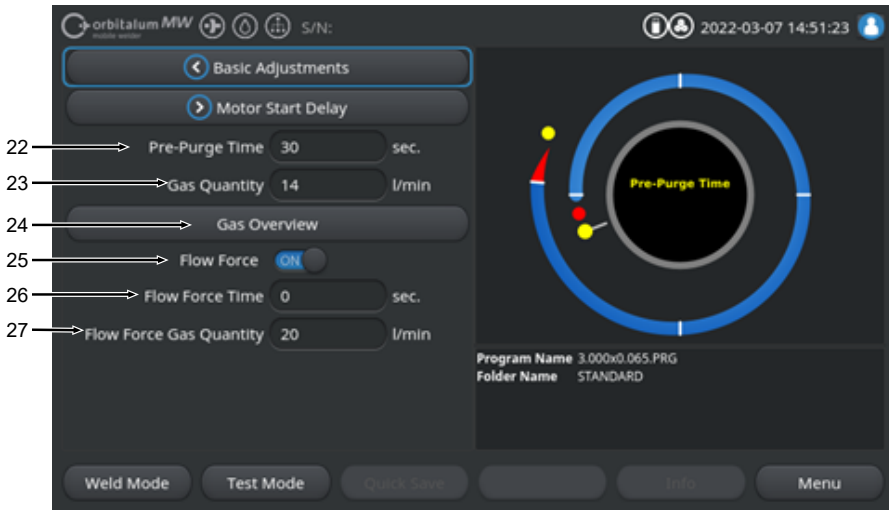 orbitalum MW
mobile welder
S/N:
2022-03-07 14:51:23
Basic Adjustments
Motor Start Delay
22 Pre-Purge Time 30 sec.
23 Gas Quantity 14 l/min
24 Gas Overview
25 Flow Force ON
26 Flow Force Time 0 sec.
27 Flow Force Gas Quantity 20 l/min
Pre-Purge Time
Program Name 3.000x0.065.PRG
Folder Name STANDARD
Weld Mode Test Mode Quick Save Info Menu